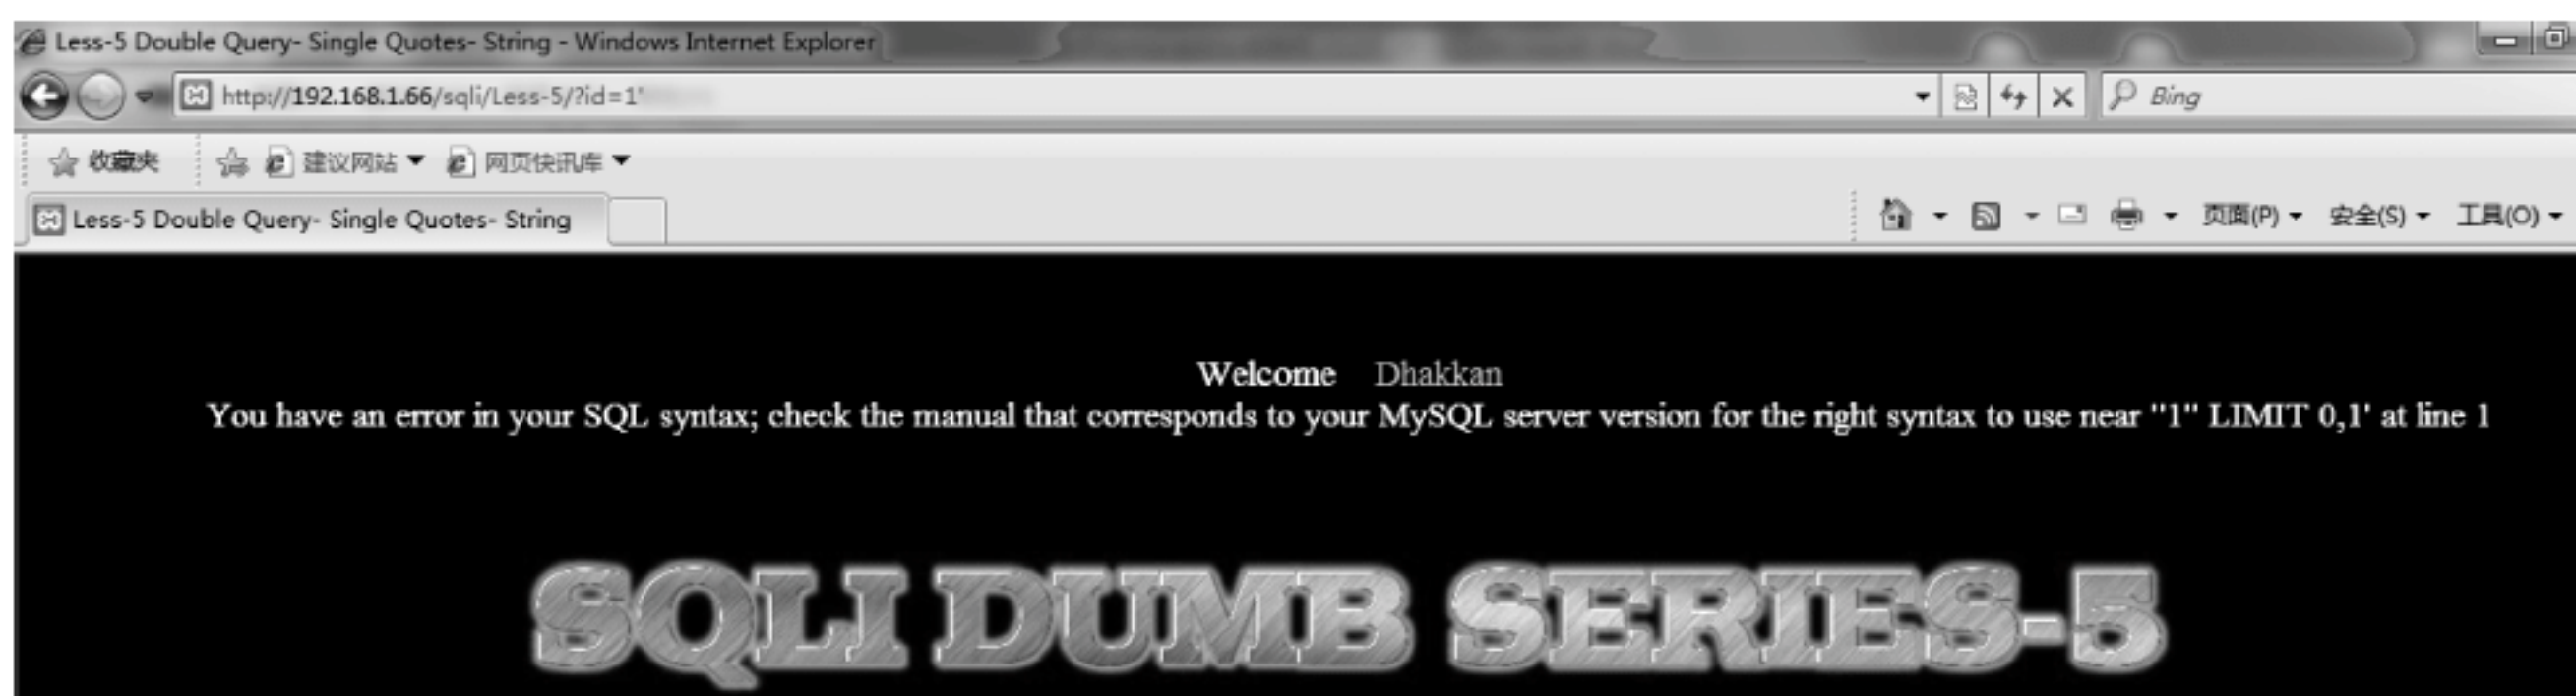 Less-5 Double Query- Single Quotes- String - Windows Internet Explorer
http://192.168.1.66/sqli/Less-5/?id=1'
Bing
收藏夹 建议网站 网页快讯库
Less-5 Double Query- Single Quotes- String
页面(P) 安全(S) 工具(O)
Welcome Dhakkan
You have an error in your SQL syntax; check the manual that corresponds to your MySQL server version for the right syntax to use near ''1'' LIMIT 0,1' at line 1
SQLI DUMB SERIES-5